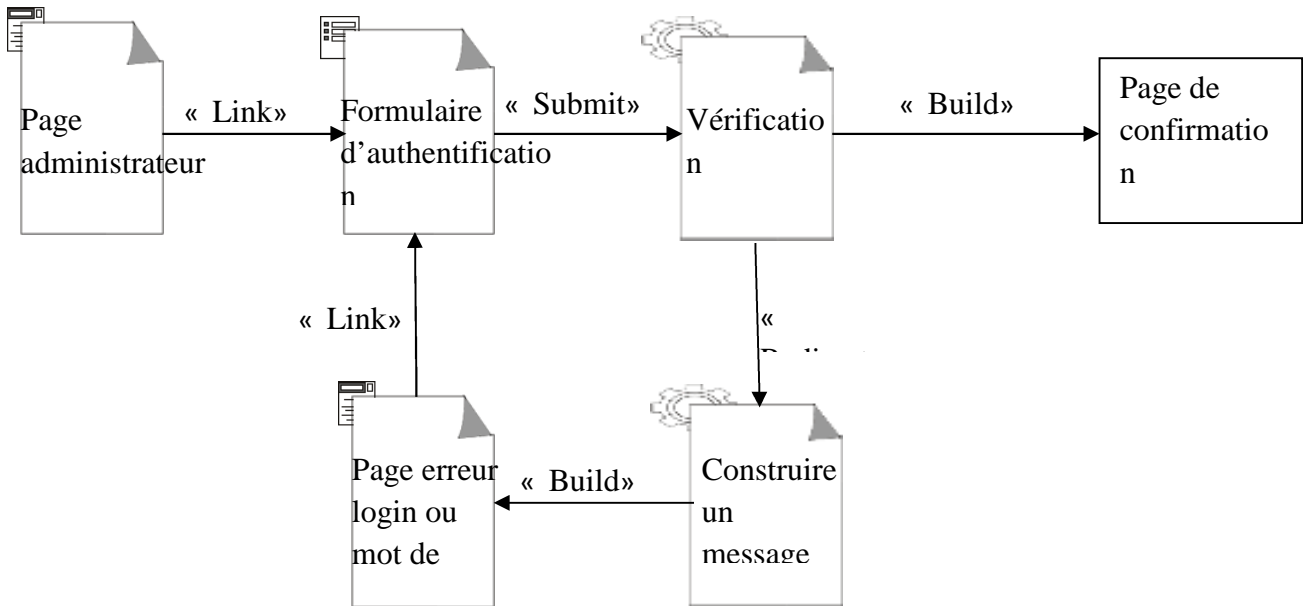 Page
administrateur
« Link»
Formulaire
d’authentificatio
n
« Submit»
Vérificatio
n
« Build»
Page de
confirmatio
n
« Link»
«
Page erreur
login ou
mot de
« Build»
Construire
un
message